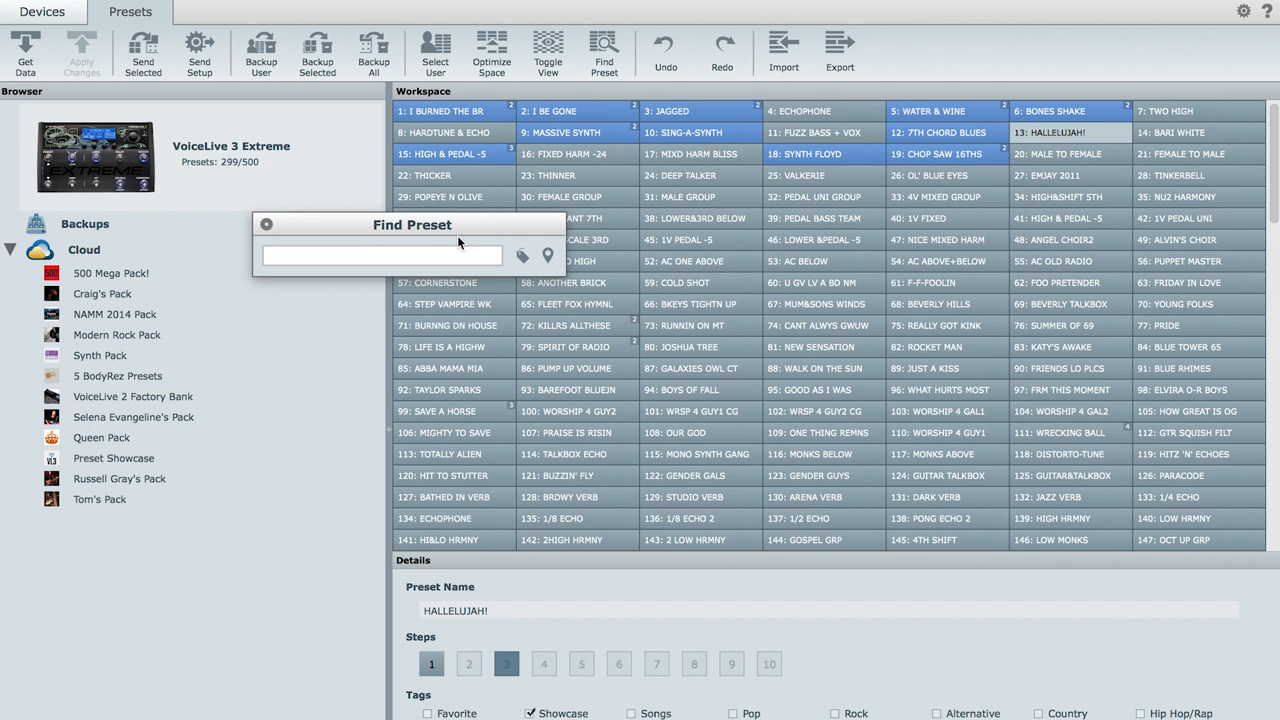 Devices
Presets
Get Data
Apply Changes
Send Selected
Send Setup
Backup User
Backup Selected
Backup All
Select User
Optimize Space
Toggle View
Find Preset
Undo
Redo
Import
Export
Browser
VoiceLive 3 Extreme
Presets: 299/500
EXTREME
Backups
Cloud
500 Mega Pack!
Craig's Pack
NAMM 2014 Pack
Modern Rock Pack
Synth Pack
5 BodyRez Presets
VoiceLive 2 Factory Bank
Selena Evangeline's Pack
Queen Pack
Preset Showcase
Russell Gray's Pack
Tom's Pack
Find Preset
Workspace
1: I BURNED THE BR 2 2: I BE GONE 2 3: JAGGED 2 4: ECHOPHONE 5: WATER & WINE 2 6: BONES SHAKE 2 7: TWO HIGH
8: HARDTUNE & ECHO 9: MASSIVE SYNTH 2 10: SING-A-SYNTH 11: FUZZ BASS + VOX 12: 7TH CHORD BLUES 13: HALLELUJAH! 14: BARI WHITE
15: HIGH & PEDAL -5 3 16: FIXED HARM -24 17: MIXD HARM BLISS 18: SYNTH FLOYD 19: CHOP SAW 16THS 2 20: MALE TO FEMALE 21: FEMALE TO MALE
22: THICKER 23: THINNER 24: DEEP TALKER 25: VALKERIE 26: OL' BLUE EYES 27: EMJAY 2011 28: TINKERBELL
29: POPEYE N OLIVE 30: FEMALE GROUP 31: MALE GROUP 32: PEDAL UNI GROUP 33: 4V MIXED GROUP 34: HIGH&SHIFT 5TH 35: NU2 HARMONY
ANT 7TH 38: LOWER&3RD BELOW 39: PEDAL BASS TEAM 40: 1V FIXED 41: HIGH & PEDAL -5 42: 1V PEDAL UNI
CALE 3RD 45: 1V PEDAL -5 46: LOWER &PEDAL -5 47: NICE MIXED HARM 48: ANGEL CHOIR2 49: ALVIN'S CHOIR
HIGH 52: AC ONE ABOVE 53: AC BELOW 54: AC ABOVE+BELOW 55: AC OLD RADIO 56: PUPPET MASTER
57: CORNERSTONE 58: ANOTHER BRICK 59: COLD SHOT 60: U GV LV A BD NM 61: F-F-FOOLIN 62: FOO PRETENDER 63: FRIDAY IN LOVE
64: STEP VAMPIRE WK 65: FLEET FOX HYMNL 66: BKEYS TIGHTN UP 67: MUM&SONS WINDS 68: BEVERLY HILLS 69: BEVERLY TALKBOX 70: YOUNG FOLKS
71: BURNNG DN HOUSE 72: KILLRS ALLTHESE 2 73: RUNNIN ON MT 74: CANT ALWYS GWUW 75: REALLY GOT KINK 76: SUMMER OF 69 77: PRIDE
78: LIFE IS A HIGHW 79: SPIRIT OF RADIO 2 80: JOSHUA TREE 81: NEW SENSATION 82: ROCKET MAN 83: KATY'S AWAKE 84: BLUE TOWER 65
85: ABBA MAMA MIA 86: PUMP UP VOLUME 87: GALAXIES OWL CT 88: WALK ON THE SUN 89: JUST A KISS 90: FRIENDS LO PLCS 91: BLUE RHIMES
92: TAYLOR SPARKS 93: BAREFOOT BLUEJN 94: BOYS OF FALL 95: GOOD AS I WAS 96: WHAT HURTS MOST 97: FRM THIS MOMENT 98: ELVIRA O-R BOYS
99: SAVE A HORSE 3 100: WORSHIP 4 GUY2 101: WRSP 4 GUY1 CG 102: WRSP 4 GUY2 CG 103: WORSHIP 4 GAL1 104: WORSHIP 4 GAL2 105: HOW GREAT IS OG
106: MIGHTY TO SAVE 107: PRAISE IS RISIN 108: OUR GOD 109: ONE THING REMNS 110: WORSHIP 4 GUY1 111: WRECKING BALL 4 112: GTR SQUISH FILT
113: TOTALLY ALIEN 114: TALKBOX ECHO 115: MONO SYNTH GANG 116: MONKS BELOW 117: MONKS ABOVE 118: DISTORTO-TUNE 119: HITZ 'N' ECHOES
120: HIT TO STUTTER 121: BUZZIN' FLY 122: GENDER GALS 123: GENDER GUYS 124: GUITAR TALKBOX 125: GUITAR&TALKBOX 126: PARACODE
127: BATHED IN VERB 128: BRDWY VERB 129: STUDIO VERB 130: ARENA VERB 131: DARK VERB 132: JAZZ VERB 133: 1/4 ECHO
134: ECHOPHONE 135: 1/8 ECHO 136: 1/8 ECHO 2 137: 1/2 ECHO 138: PONG ECHO 2 139: HIGH HRMNY 140: LOW HRMNY
141: HI&LO HRMNY 142: 2HIGH HRMNY 143: 2 LOW HRMNY 144: GOSPEL GRP 145: 4TH SHIFT 146: LOW MONKS 147: OCT UP GRP
Details
Preset Name
HALLELUJAH!
Steps
1 2 3 4 5 6 7 8 9 10
Tags
Favorite Showcase Songs Pop Rock Alternative Country Hip Hop/Rap